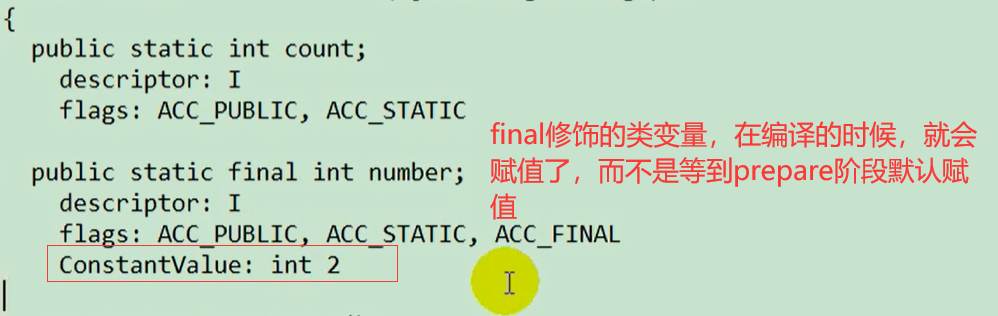 {
public static int count;
descriptor: I
flags: ACC_PUBLIC, ACC_STATIC
final修饰的类变量，在编译的时候，就会
赋值了，而不是等到prepare阶段默认赋
值
public static final int number;
descriptor: I
flags: ACC_PUBLIC, ACC_STATIC, ACC_FINAL
ConstantValue: int 2